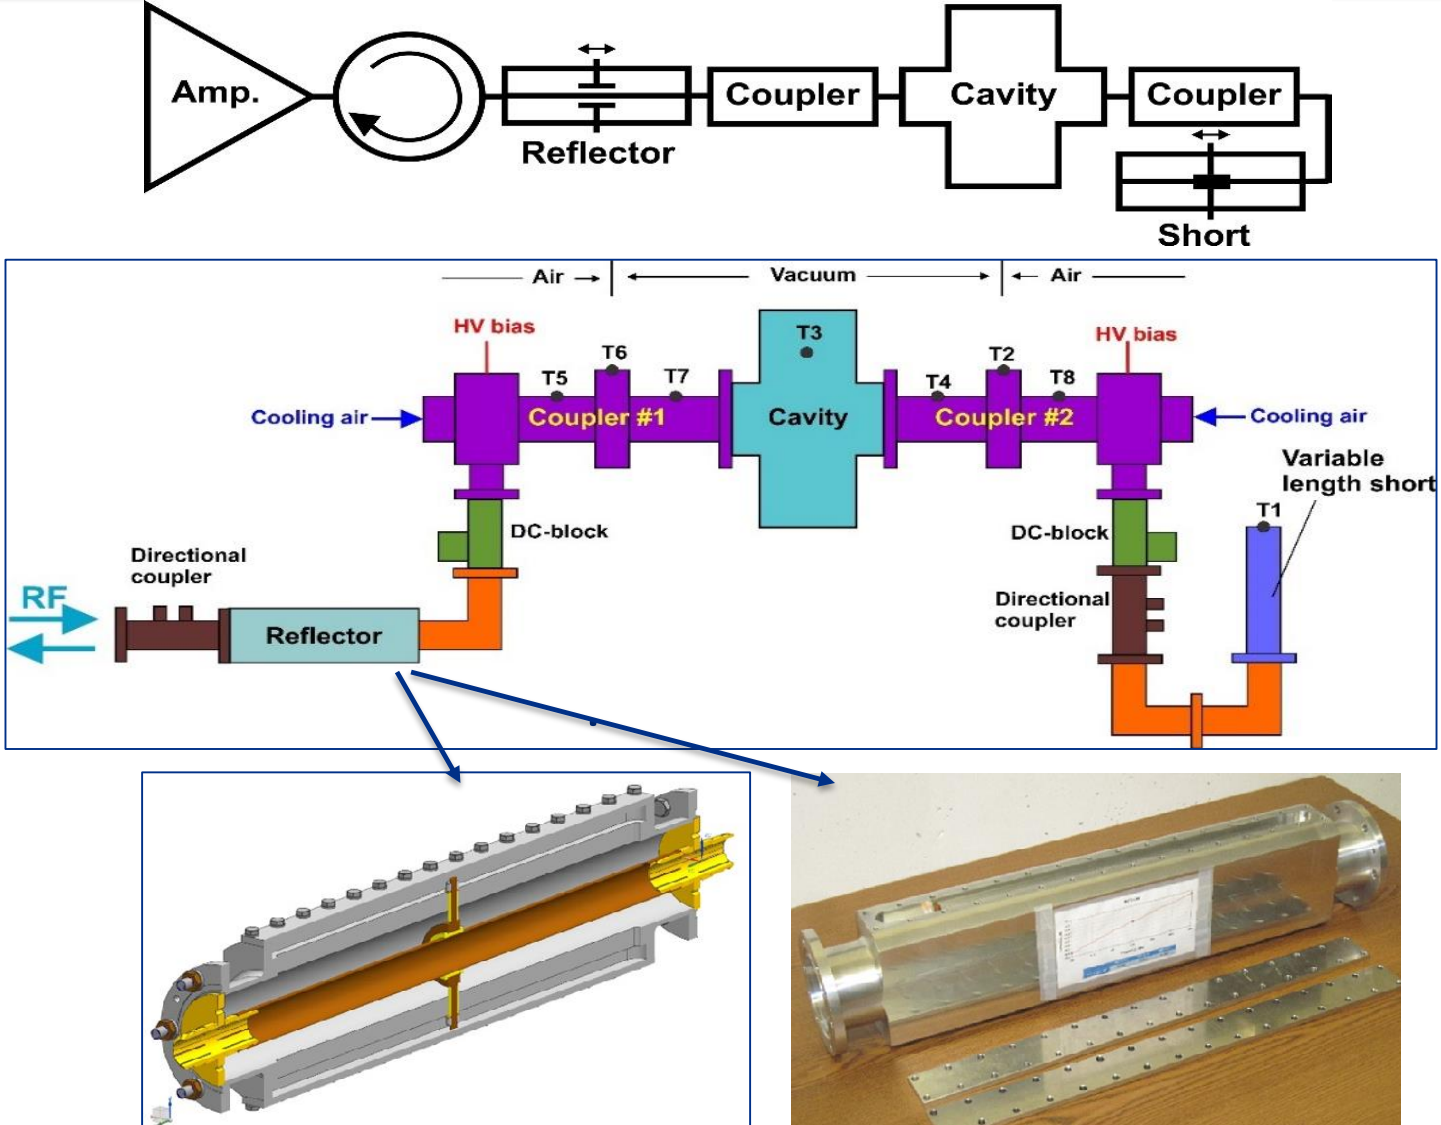 Amp.
Reflector
Coupler
Cavity
Coupler
Short
Air
Vacuum
Air
HV bias
T6
T5
T7
T3
T2
T4
T8
HV bias
Cooling air
Coupler #1
Cavity
Coupler #2
Cooling air
Variable
length short
T1
DC-block
DC-block
Directional
coupler
RF
Reflector
Directional
coupler